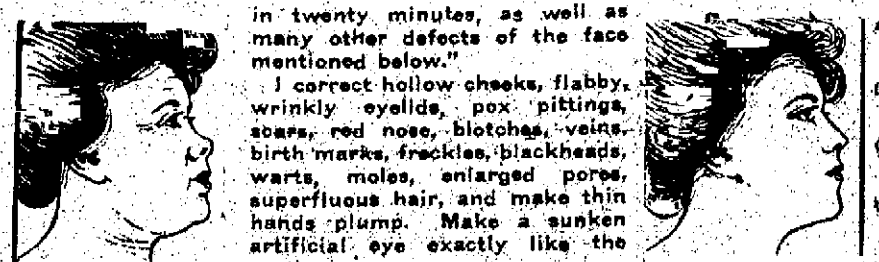 in twenty minutes, as well as
many other defects of the face
mentioned below."
I correct hollow cheeks, flabby,
wrinkly eyelids, pox pittings,
scars, red nose, blotches, veins,
birth marks, freckles, blackheads,
warts, moles, enlarged pores,
superfluous hair, and make thin
hands plump. Make a sunken
artificial eye exactly like the